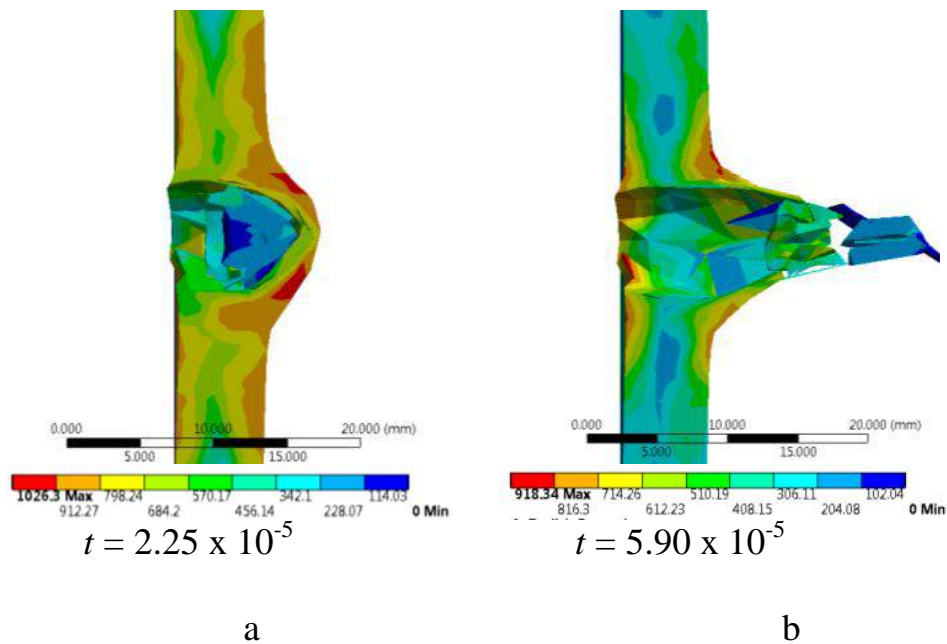 0.000 10.000 20.000 (mm)
5.000 15.000
1026.3 Max 798.24 570.17 342.1 114.03
912.27 684.2 456.14 228.07 0 Min
t = 2.25 x 10-5
a
0.000 10.000 20.000 (mm)
5.000 15.000
918.34 Max 714.26 510.19 306.11 102.04
816.3 612.23 408.15 204.08 0 Min
t = 5.90 x 10-5
b